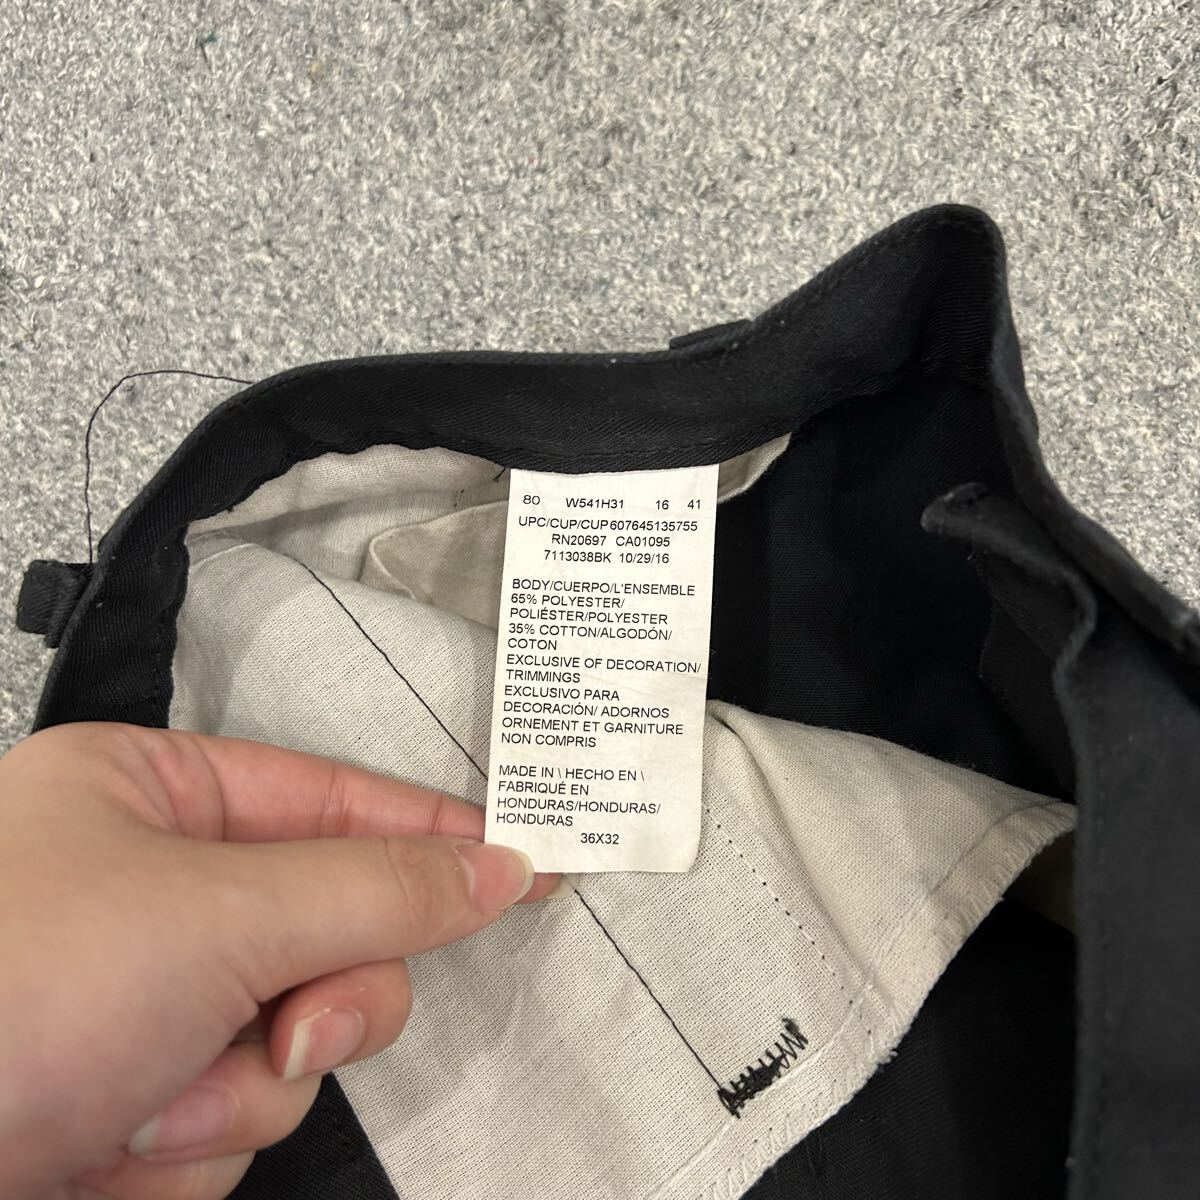 80 W541H31 16 41
UPC/CUP/CUP607645135755
RN20697 CA01095
7113038BK 10/29/16
BODY/CUERPO/L'ENSEMBLE
65% POLYESTER/
POLIÉSTER/POLYESTER
35% COTTON/ALGODÓN/
COTON
EXCLUSIVE OF DECORATION/
TRIMMINGS
EXCLUSIVO PARA
DECORACIÓN/ ADORNOS
ORNEMENT ET GARNITURE
NON COMPRIS
MADE IN \ HECHO EN \
FABRIQUÉ EN
HONDURAS/HONDURAS/
HONDURAS
36X32